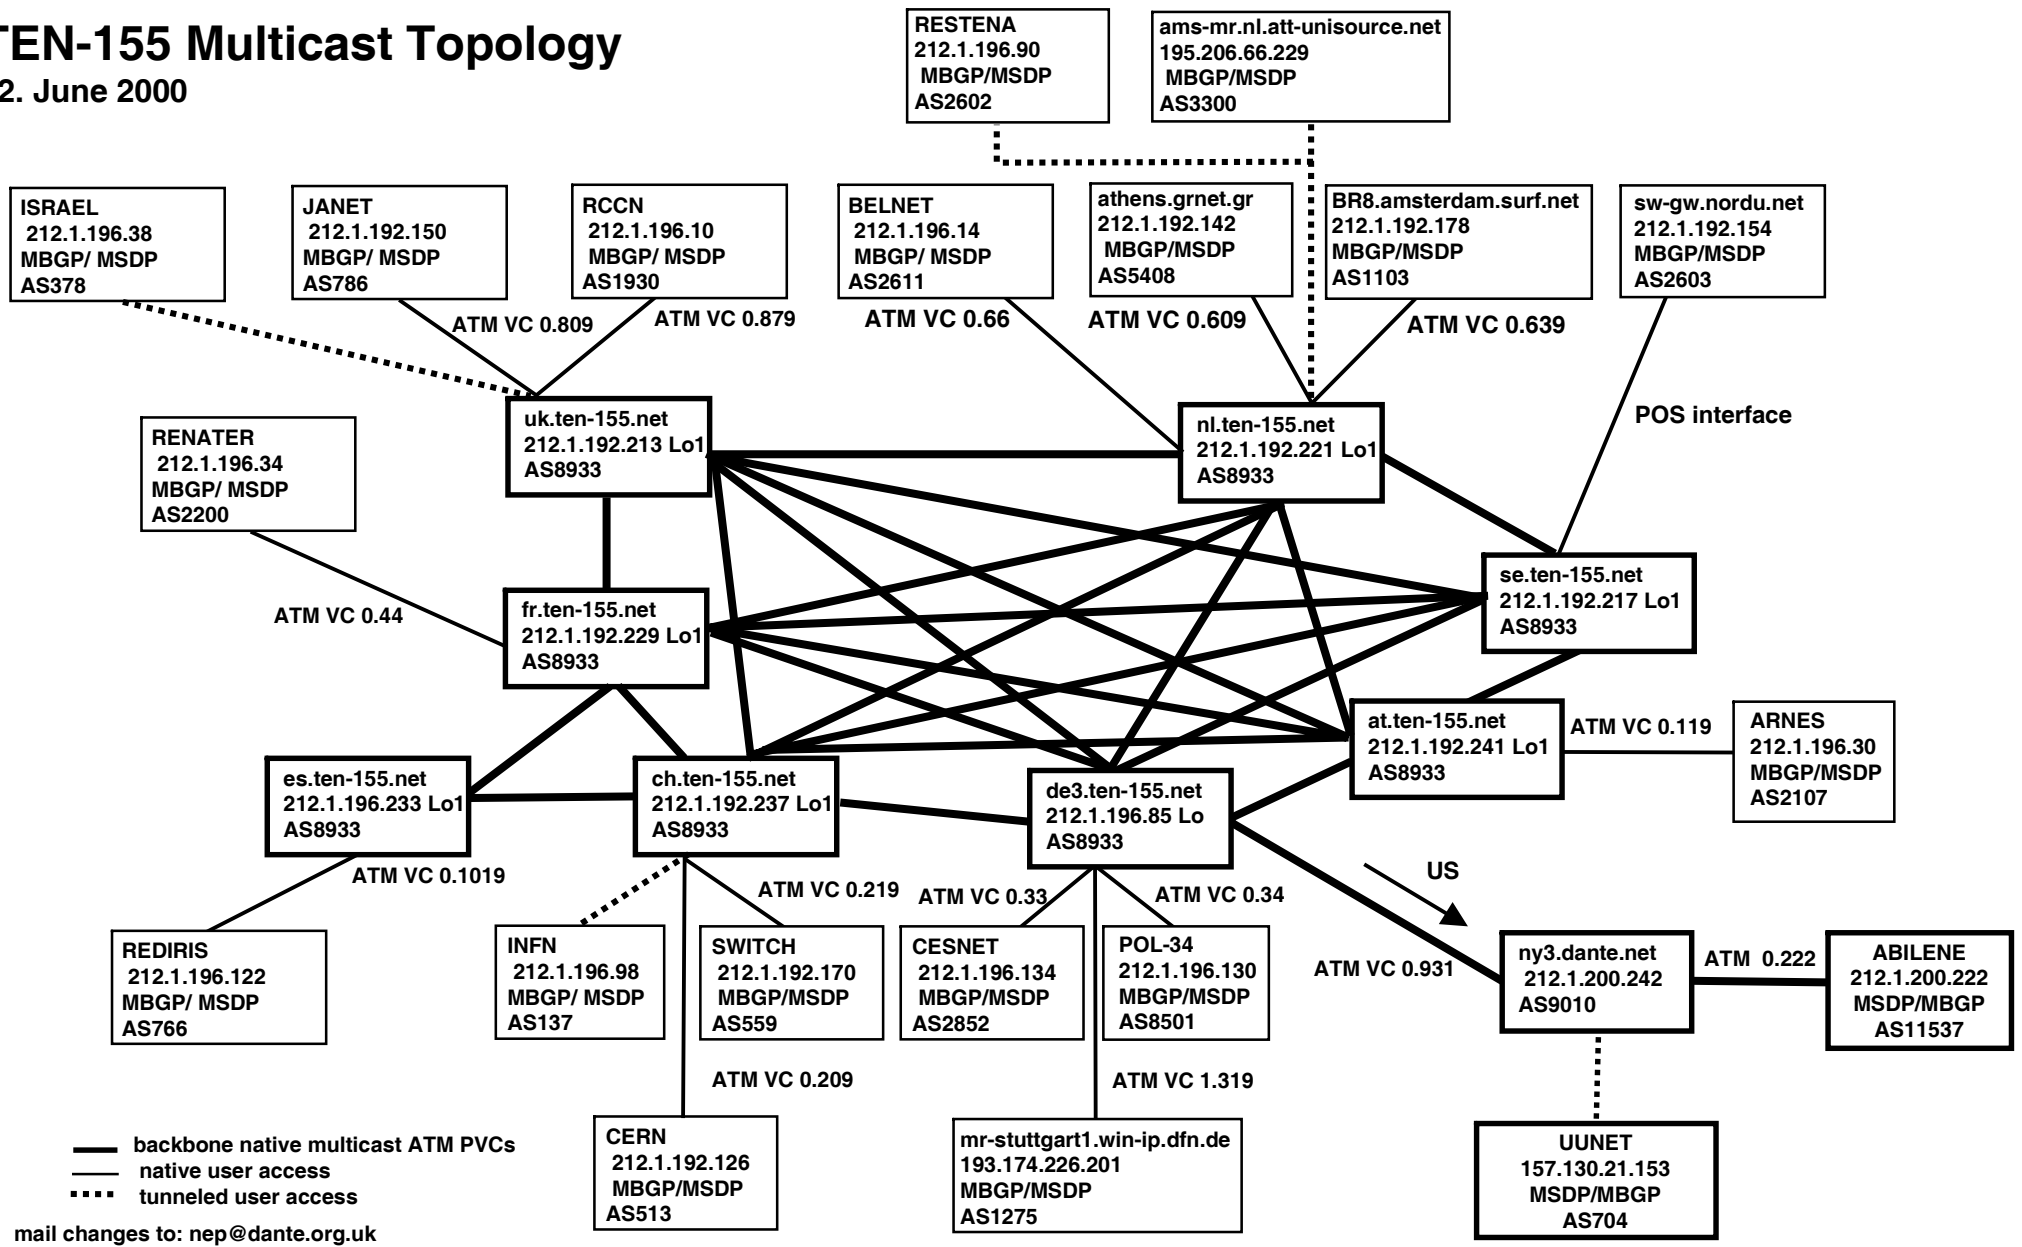 TEN-155 Multicast Topology
2. June 2000
RESTENA
212.1.196.90
MBGP/MSDP
AS2602
ams-mr.nl.att-unisource.net
195.206.66.229
MBGP/MSDP
AS3300
ISRAEL
212.1.196.38
MBGP/ MSDP
AS378
JANET
212.1.192.150
MBGP/ MSDP
AS786
RCCN
212.1.196.10
MBGP/ MSDP
AS1930
BELNET
212.1.196.14
MBGP/ MSDP
AS2611
athens.grnet.gr
212.1.192.142
MBGP/MSDP
AS5408
BR8.amsterdam.surf.net
212.1.192.178
MBGP/MSDP
AS1103
sw-gw.nordu.net
212.1.192.154
MBGP/MSDP
AS2603
ATM VC 0.809
ATM VC 0.879
ATM VC 0.66
ATM VC 0.609
ATM VC 0.639
POS interface
RENATER
212.1.196.34
MBGP/ MSDP
AS2200
uk.ten-155.net
212.1.192.213 Lo1
AS8933
nl.ten-155.net
212.1.192.221 Lo1
AS8933
ATM VC 0.44
fr.ten-155.net
212.1.192.229 Lo1
AS8933
se.ten-155.net
212.1.192.217 Lo1
AS8933
es.ten-155.net
212.1.196.233 Lo1
AS8933
ch.ten-155.net
212.1.192.237 Lo1
AS8933
de3.ten-155.net
212.1.196.85 Lo
AS8933
at.ten-155.net
212.1.192.241 Lo1
AS8933
ATM VC 0.119
ARNES
212.1.196.30
MBGP/MSDP
AS2107
ATM VC 0.1019
ATM VC 0.219
ATM VC 0.33
ATM VC 0.34
US
REDIRIS
212.1.196.122
MBGP/ MSDP
AS766
INFN
212.1.196.98
MBGP/ MSDP
AS137
SWITCH
212.1.192.170
MBGP/MSDP
AS559
CESNET
212.1.196.134
MBGP/MSDP
AS2852
POL-34
212.1.196.130
MBGP/MSDP
AS8501
ATM VC 0.931
ny3.dante.net
212.1.200.242
AS9010
ATM 0.222
ABILENE
212.1.200.222
MSDP/MBGP
AS11537
ATM VC 0.209
ATM VC 1.319
CERN
212.1.192.126
MBGP/MSDP
AS513
mr-stuttgart1.win-ip.dfn.de
193.174.226.201
MBGP/MSDP
AS1275
UUNET
157.130.21.153
MSDP/MBGP
AS704
backbone native multicast ATM PVCs
native user access
tunneled user access
mail changes to: nep@dante.org.uk